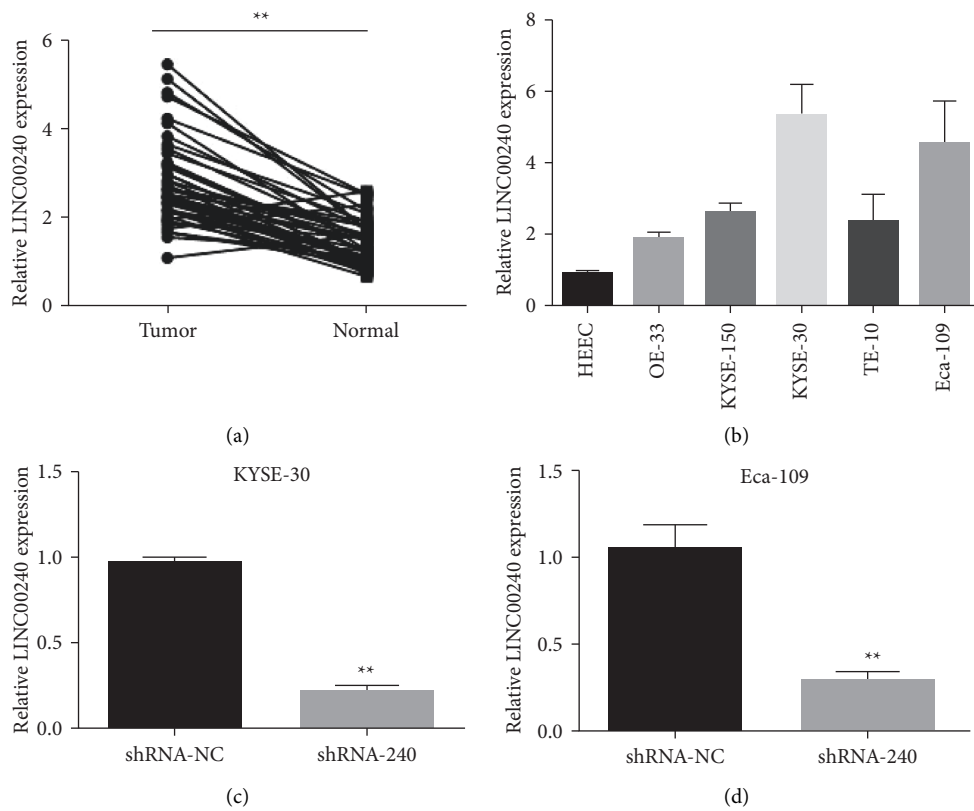 **
Relative LINC00240 expression
6
4
2
0
Tumor
Normal
(a)
Relative LINC00240 expression
8
6
4
2
0
HEEC
OE-33
KYSE-150
KYSE-30
TE-10
Eca-109
(b)
KYSE-30
Relative LINC00240 expression
1.5
1.0
0.5
0.0
**
shRNA-NC
shRNA-240
(c)
Eca-109
Relative LINC00240 expression
1.5
1.0
0.5
0.0
**
shRNA-NC
shRNA-240
(d)